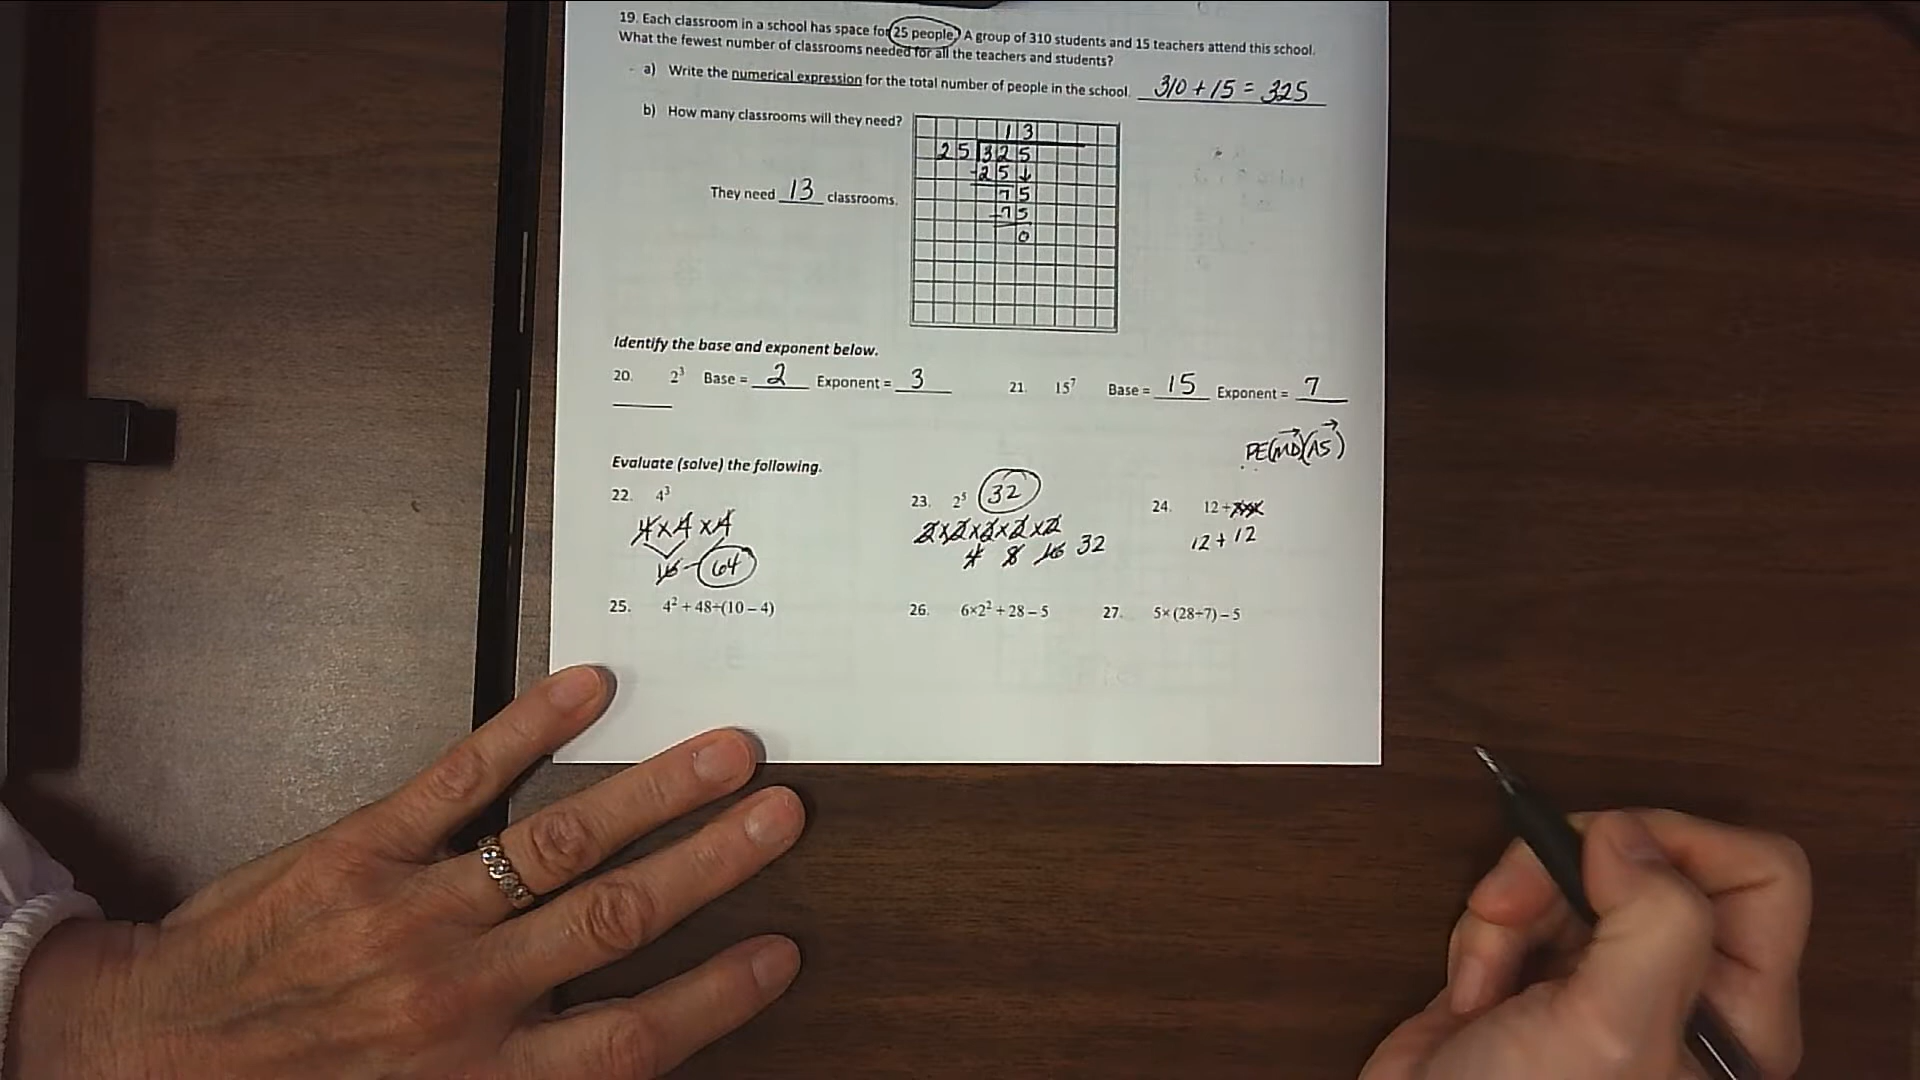 19. Each classroom in a school has space for 25 people. A group of 310 students and 15 teachers attend this school.
What the fewest number of classrooms needed for all the teachers and students?
a) Write the numerical expression for the total number of people in the school. 310 + 15 = 325
b) How many classrooms will they need?
13
25 325
-25↓
75
-75
0
They need 13 classrooms.
Identify the base and exponent below.
20. 2³ Base = 2 Exponent = 3 21. 15⁷ Base = 15 Exponent = 7
PE(MD)(AS)
Evaluate (solve) the following.
22. 4³ 23. 2⁵ 32 24. 12+
4×4×4 2×2×2×2×2 12 + 12
16 64 4 8 16 32
25. 4² + 48÷(10 – 4) 26. 6×2² + 28 – 5 27. 5×(28÷7) – 5